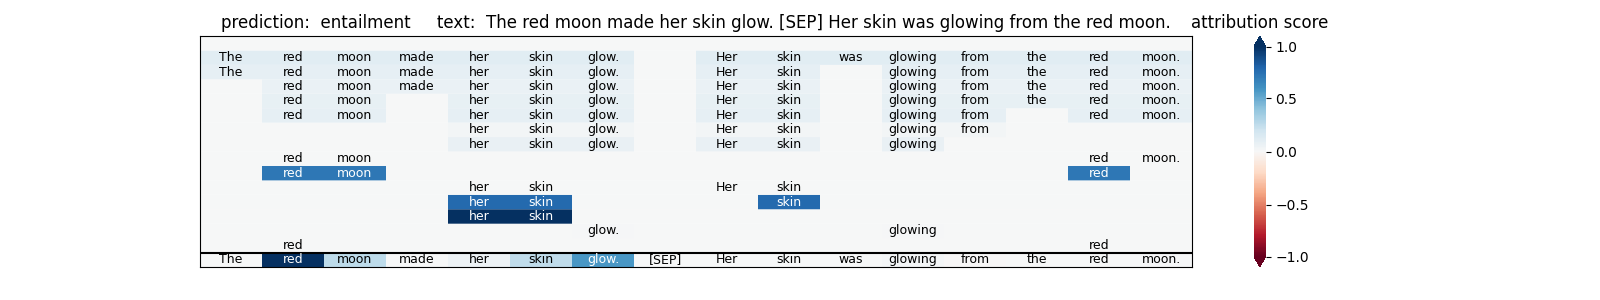 prediction: entailment text: The red moon made her skin glow. [SEP] Her skin was glowing from the red moon. attribution score
The red moon made her skin glow. Her skin was glowing from the red moon. 1.0
The red moon made her skin glow. Her skin glowing from the red moon.
red moon made her skin glow. Her skin glowing from the red moon.
red moon her skin glow. Her skin glowing from the red moon. 0.5
red moon her skin glow. Her skin glowing from red moon.
her skin glow. Her skin glowing from
her skin glow. Her skin glowing 0.0
red moon red moon.
red moon red
her skin Her skin
her skin skin −0.5
her skin
glow. glowing
red red
The red moon made her skin glow. [SEP] Her skin was glowing from the red moon. −1.0